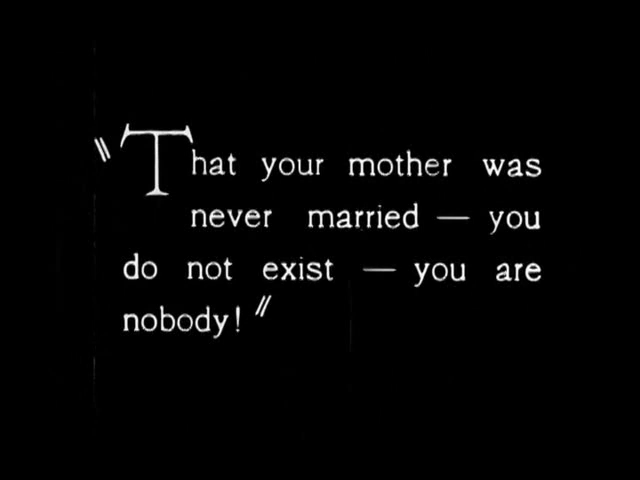 "That your mother was
never married — you
do not exist — you are
nobody!"